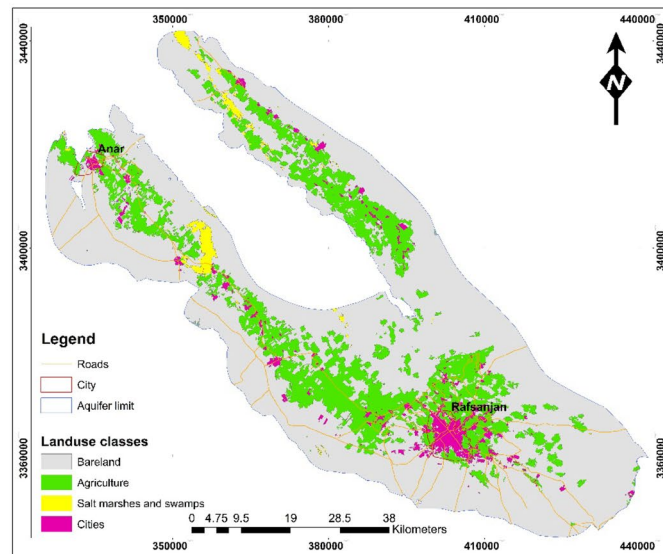 350000 380000 410000 440000
3440000 3440000
N
Anar
3400000 3400000
Legend
Roads
City
Aquifer limit
Rafsanjan
Landuse classes
Bareland
3360000 3360000
Agriculture
Salt marshes and swamps
Cities
0 4.75 9.5 19 28.5 38
Kilometers
350000 380000 410000 440000